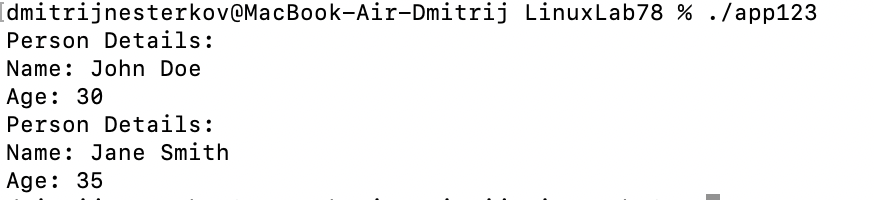 dmitrijnesterkov@MacBook-Air-Dmitrij LinuxLab78 % ./app123
Person Details:
Name: John Doe
Age: 30
Person Details:
Name: Jane Smith
Age: 35